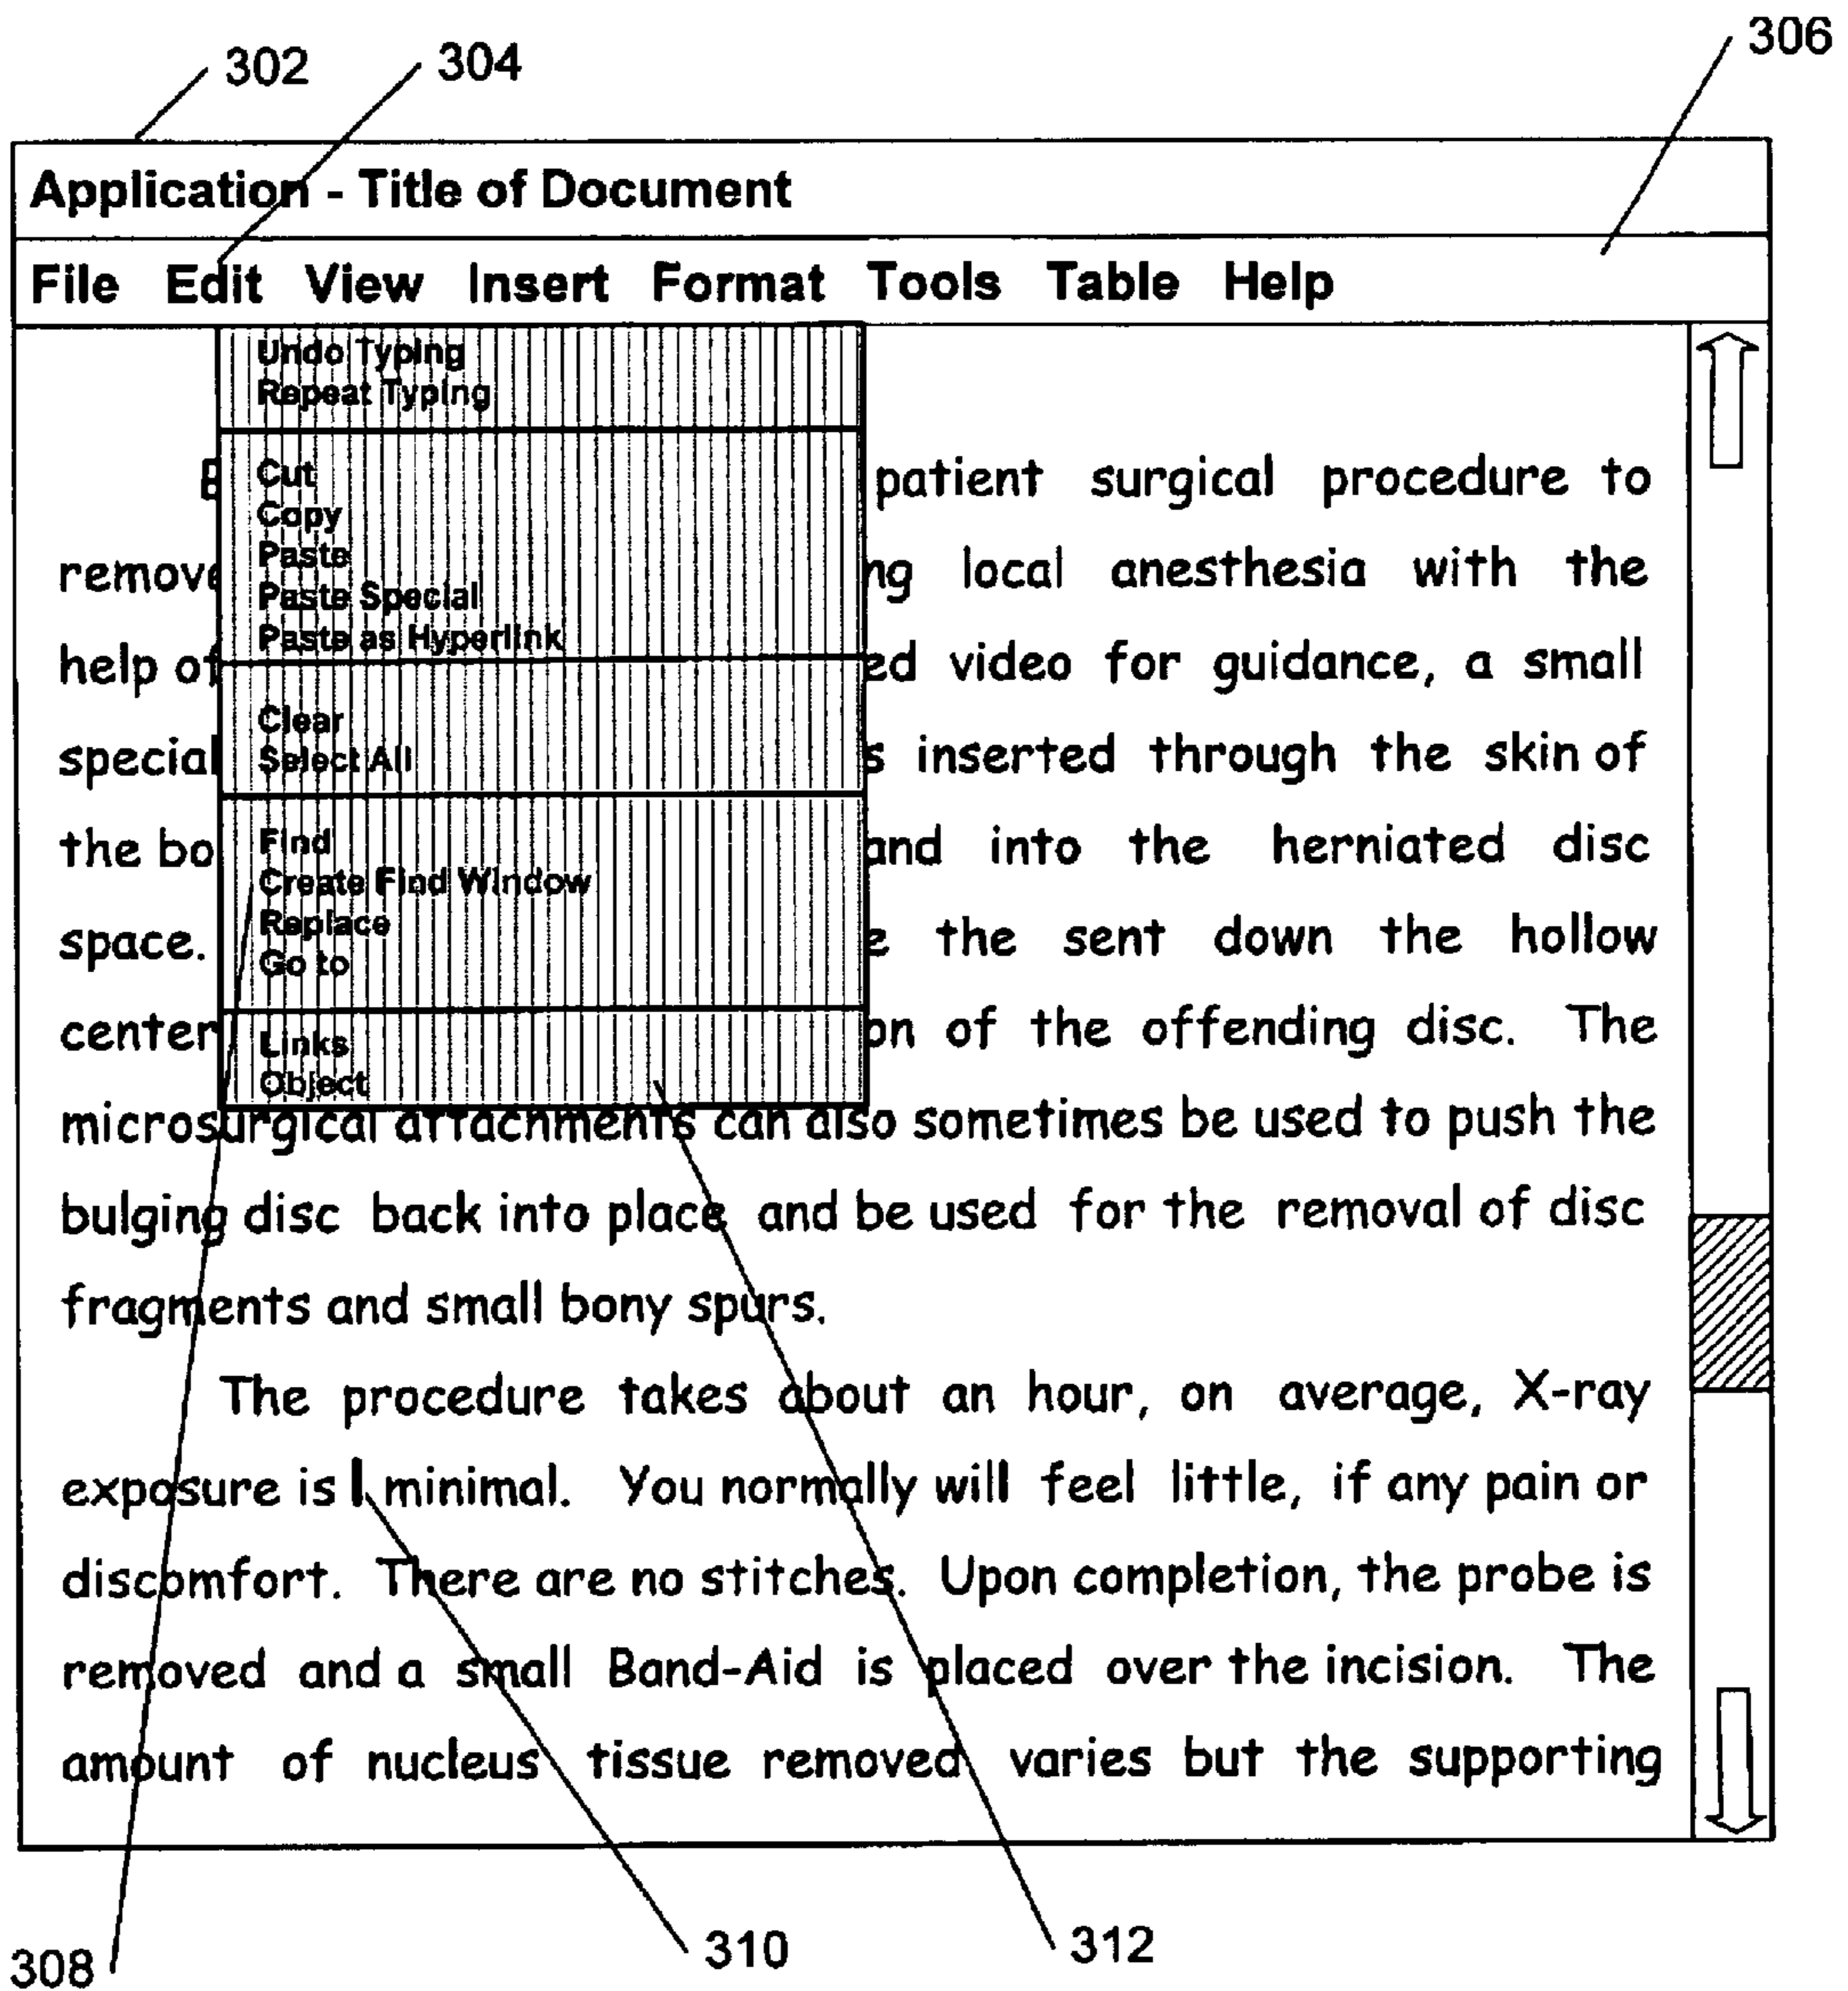 302 304 306
Application - Title of Document
File Edit View Insert Format Tools Table Help
Undo Typing
Repeat Typing
Cut
Copy
Paste
Paste Special
Paste as Hyperlink
Clear
Select All
Find
Create Find Window
Replace
Go to
Links
Object
patient surgical procedure to
remove ng local anesthesia with the
help of ed video for guidance, a small
special s inserted through the skin of
the bo and into the herniated disc
space. e the sent down the hollow
center on of the offending disc. The
microsurgical attachments can also sometimes be used to push the
bulging disc back into place and be used for the removal of disc
fragments and small bony spurs.
The procedure takes about an hour, on average, X-ray
exposure is minimal. You normally will feel little, if any pain or
discomfort. There are no stitches. Upon completion, the probe is
removed and a small Band-Aid is placed over the incision. The
amount of nucleus tissue removed varies but the supporting
308 310 312